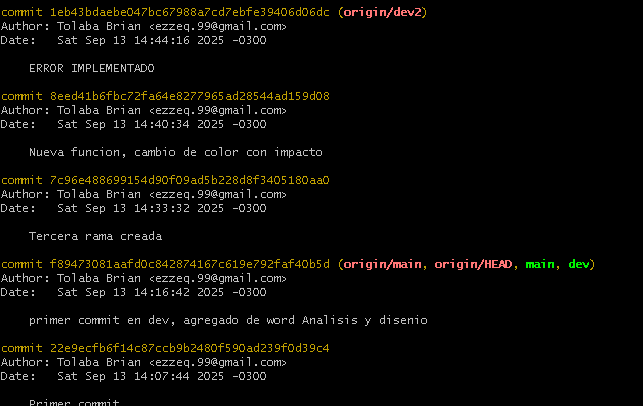 commit 1eb43bdaebe047bc67988a7cd7ebfe39406d06dc (origin/dev2)
Author: Tolaba Brian <ezzeq.99@gmail.com>
Date:   Sat Sep 13 14:44:16 2025 -0300
ERROR IMPLEMENTADO
commit 8eed41b6fbc72fa64e8277965ad28544ad159d08
Author: Tolaba Brian <ezzeq.99@gmail.com>
Date:   Sat Sep 13 14:40:34 2025 -0300
Nueva funcion, cambio de color con impacto
commit 7c96e488699154d90f09ad5b228d8f3405180aa0
Author: Tolaba Brian <ezzeq.99@gmail.com>
Date:   Sat Sep 13 14:33:32 2025 -0300
Tercera rama creada
commit f89473081aafd0c842874167c619e792faf40b5d (origin/main, origin/HEAD, main, dev)
Author: Tolaba Brian <ezzeq.99@gmail.com>
Date:   Sat Sep 13 14:16:42 2025 -0300
primer commit en dev, agregado de word Analisis y disenio
commit 22e9ecfb6f14c87ccb9b2480f590ad239f0d39c4
Author: Tolaba Brian <ezzeq.99@gmail.com>
Date:   Sat Sep 13 14:07:44 2025 -0300
Primer commit